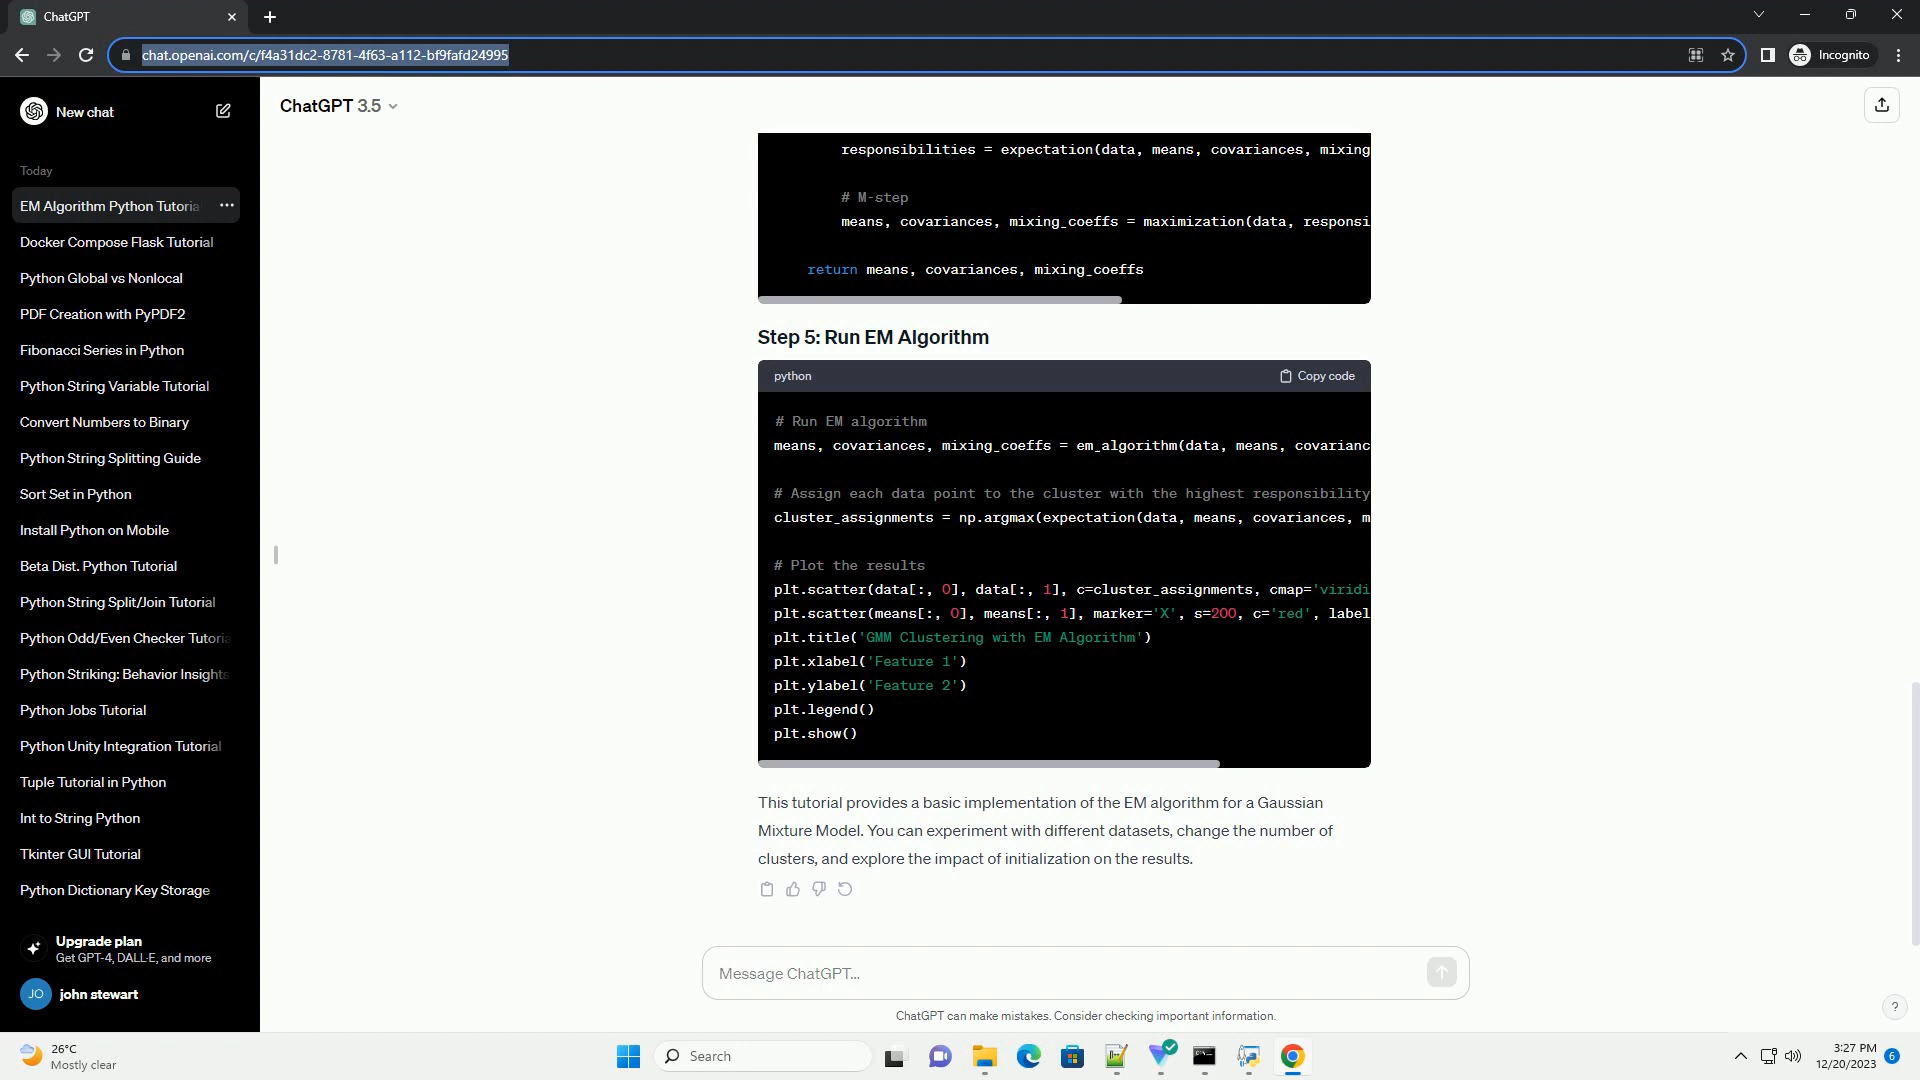 ChatGPT
chat.openai.com/c/f4a31dc2-8781-4f63-a112-bf9fafd24995
Incognito
New chat
ChatGPT 3.5
Today
EM Algorithm Python Tutoria
Docker Compose Flask Tutorial
Python Global vs Nonlocal
PDF Creation with PyPDF2
Fibonacci Series in Python
Python String Variable Tutorial
Convert Numbers to Binary
Python String Splitting Guide
Sort Set in Python
Install Python on Mobile
Beta Dist. Python Tutorial
Python String Split/Join Tutorial
Python Odd/Even Checker Tutoria
Python Striking: Behavior Insights
Python Jobs Tutorial
Python Unity Integration Tutorial
Tuple Tutorial in Python
Int to String Python
Tkinter GUI Tutorial
Python Dictionary Key Storage
Upgrade plan
Get GPT-4, DALL·E, and more
JO
john stewart
responsibilities = expectation(data, means, covariances, mixing
# M-step
means, covariances, mixing_coeffs = maximization(data, responsi
return means, covariances, mixing_coeffs
Step 5: Run EM Algorithm
python
Copy code
# Run EM algorithm
means, covariances, mixing_coeffs = em_algorithm(data, means, covarianc
# Assign each data point to the cluster with the highest responsibility
cluster_assignments = np.argmax(expectation(data, means, covariances, m
# Plot the results
plt.scatter(data[:, 0], data[:, 1], c=cluster_assignments, cmap='viridi
plt.scatter(means[:, 0], means[:, 1], marker='X', s=200, c='red', label
plt.title('GMM Clustering with EM Algorithm')
plt.xlabel('Feature 1')
plt.ylabel('Feature 2')
plt.legend()
plt.show()
This tutorial provides a basic implementation of the EM algorithm for a Gaussian
Mixture Model. You can experiment with different datasets, change the number of
clusters, and explore the impact of initialization on the results.
Message ChatGPT...
ChatGPT can make mistakes. Consider checking important information.
?
26°C
Mostly clear
Search
3:27 PM
12/20/2023
6